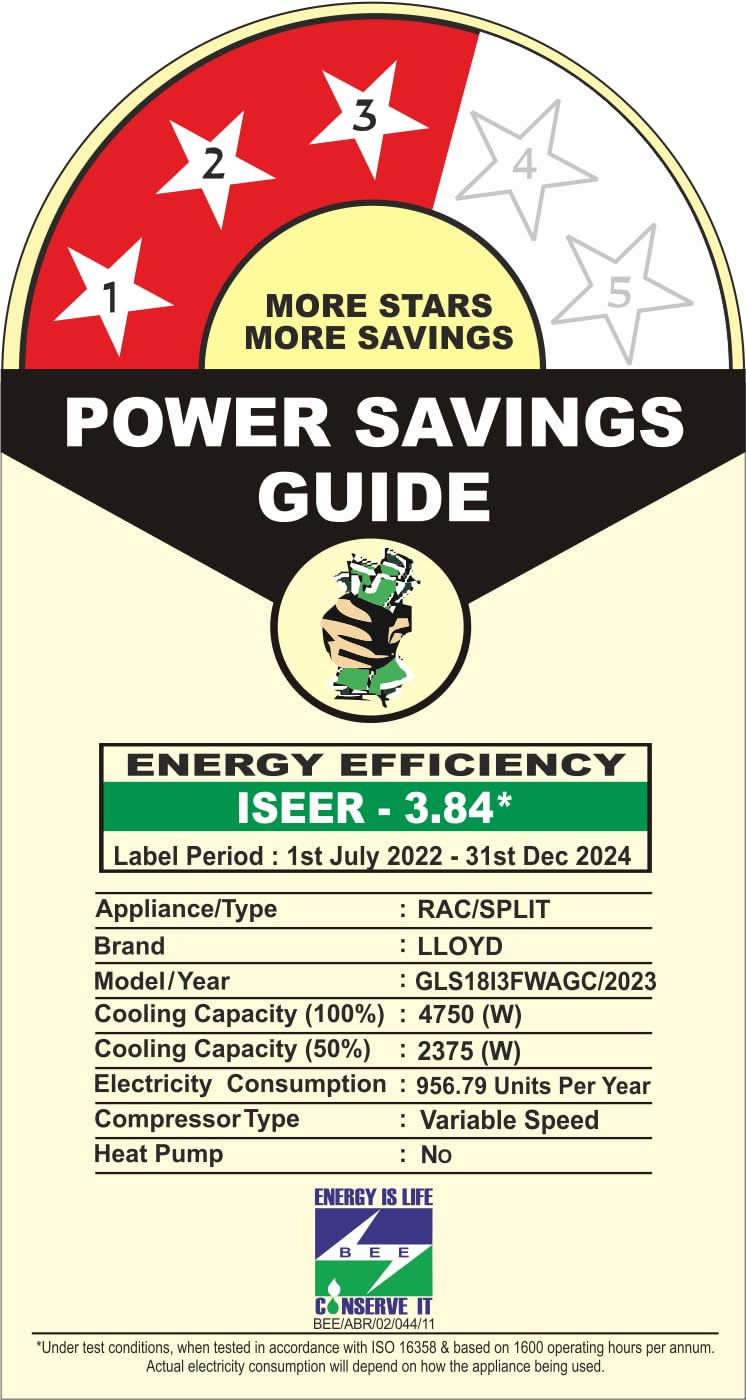 1
2
3
4
5
MORE STARS
MORE SAVINGS
POWER SAVINGS
GUIDE
ENERGY EFFICIENCY
ISEER - 3.84*
Label Period : 1st July 2022 - 31st Dec 2024
Appliance/Type : RAC/SPLIT
Brand : LLOYD
Model/Year : GLS18I3FWAGC/2023
Cooling Capacity (100%) : 4750 (W)
Cooling Capacity (50%) : 2375 (W)
Electricity Consumption : 956.79 Units Per Year
Compressor Type : Variable Speed
Heat Pump : No
ENERGY IS LIFE
BEE
CONSERVE IT
BEE/ABR/02/044/11
*Under test conditions, when tested in accordance with ISO 16358 & based on 1600 operating hours per annum.
Actual electricity consumption will depend on how the appliance being used.